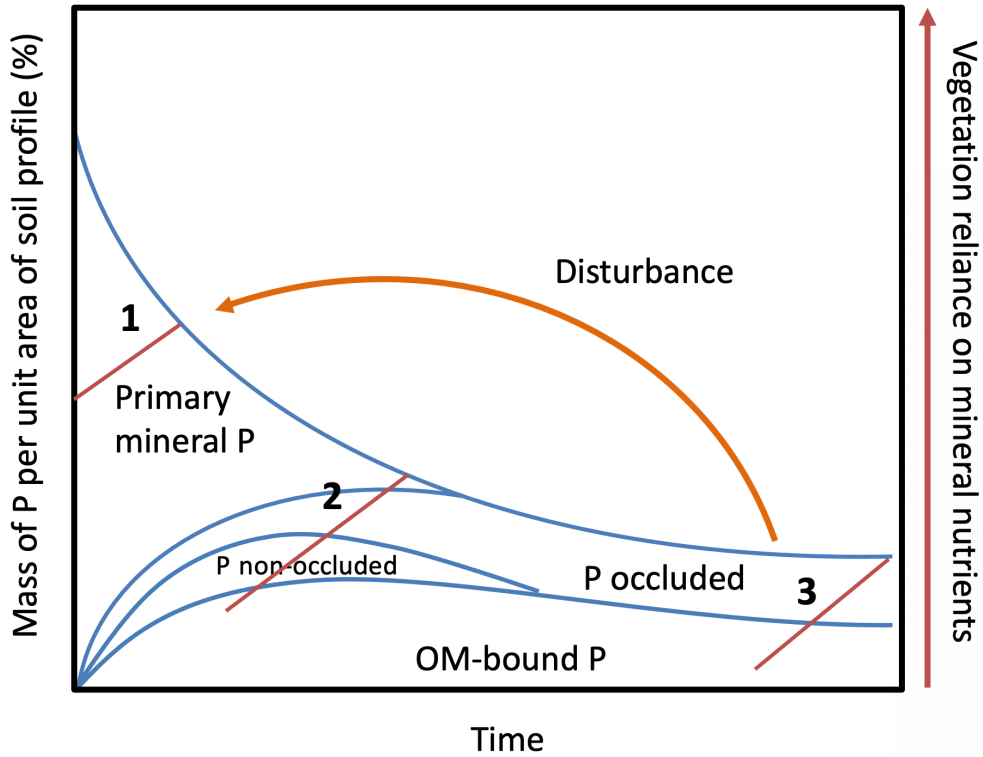 Mass of P per unit area of soil profile (%)
Vegetation reliance on mineral nutrients
Disturbance
1
Primary
mineral P
2
P non-occluded
P occluded
3
OM-bound P
Time